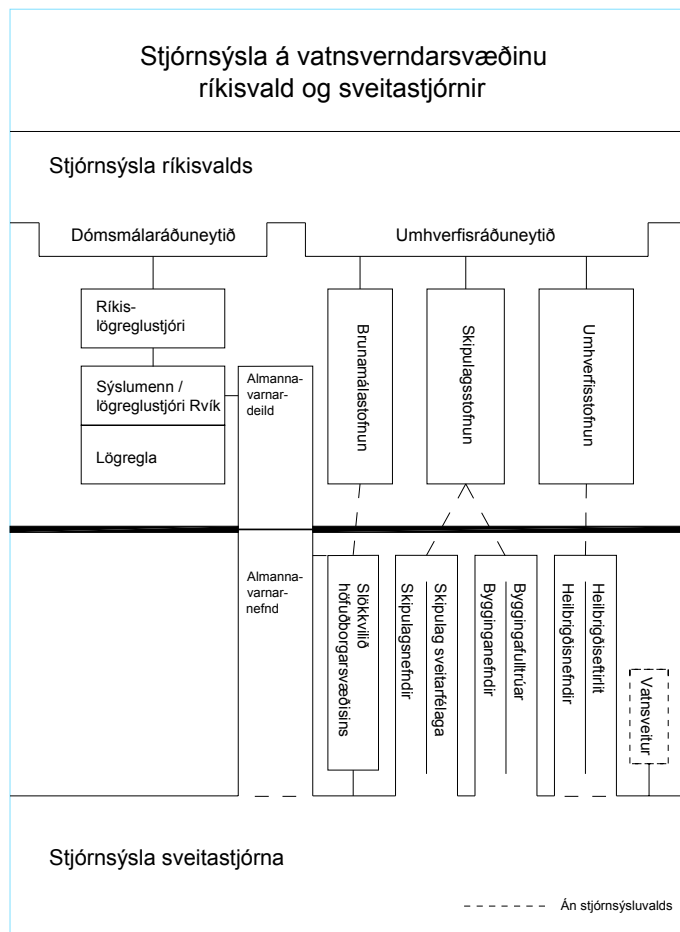 Stjórnsýsla á vatnsverndarsvæðinu
ríkisvald og sveitastjórnir
Stjórnsýsla ríkisvalds
Dómsmálaráðuneytið
Umhverfisráðuneytið
Ríkis-
lögreglustjóri
Sýslumenn /
lögreglustjóri Rvík
Lögregla
Almanna-
varnar-
deild
Brunamálastofnun
Skipulagsstofnun
Umhverfisstofnun
Almanna-
varnar-
nefnd
Slökkvilið
höfuðborgarsvæðisins
Skipulag sveitarfélaga
Skipulagsnefndir
Byggingafulltrúar
Bygginganefndir
Heilbrigðiseftirlit
Heilbrigðisnefndir
Vatnsveitur
Stjórnsýsla sveitastjórna
Án stjórnsýsluvalds